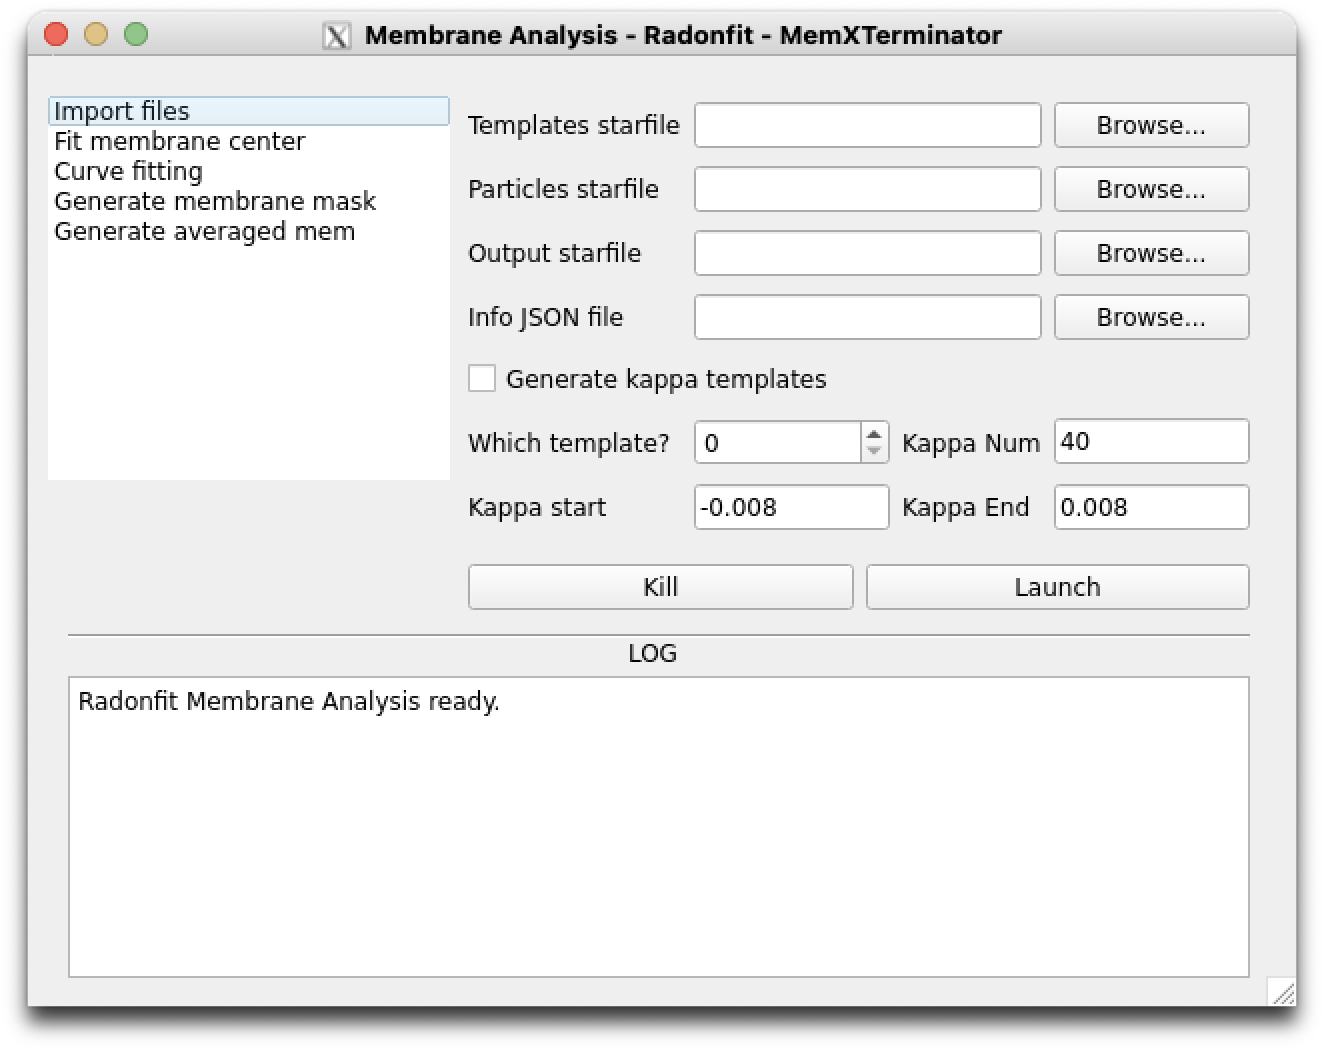 Membrane Analysis - Radonfit - MemXTerminator
Import files
Fit membrane center
Curve fitting
Generate membrane mask
Generate averaged mem
Templates starfile Browse...
Particles starfile Browse...
Output starfile Browse...
Info JSON file Browse...
Generate kappa templates
Which template? 0 Kappa Num 40
Kappa start -0.008 Kappa End 0.008
Kill Launch
LOG
Radonfit Membrane Analysis ready.